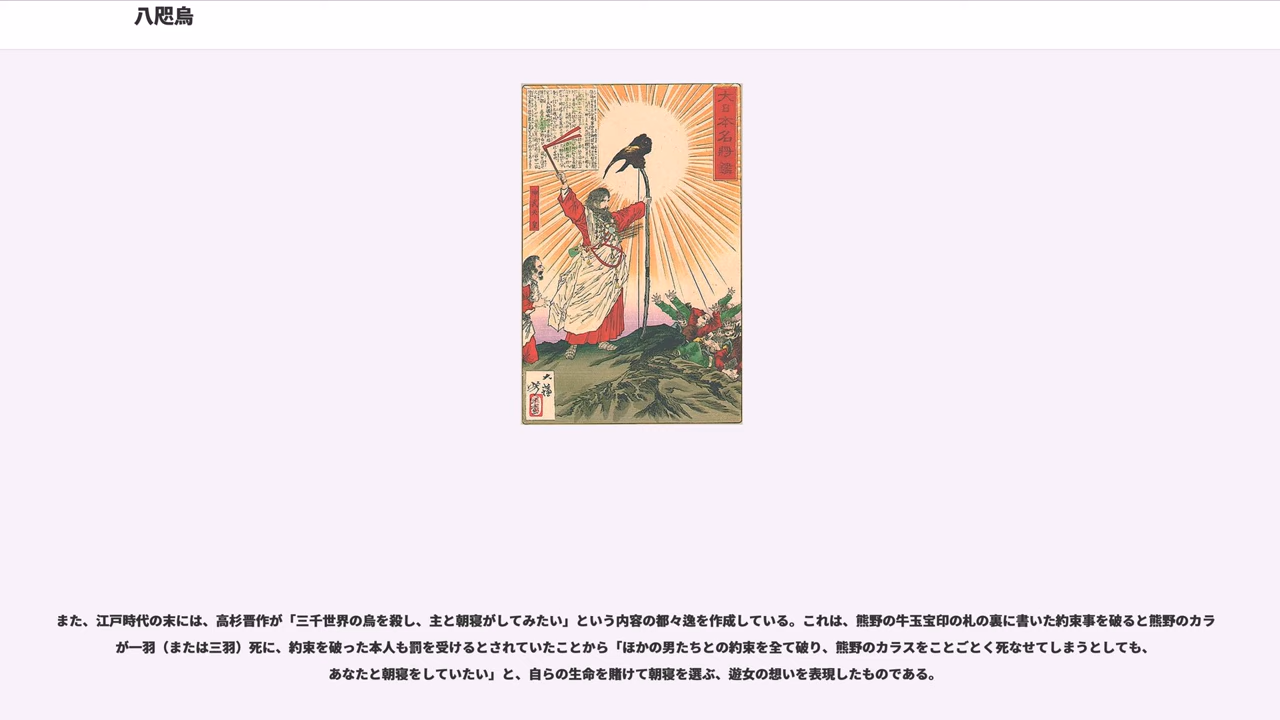 八咫烏
大日本名将鑑
また、江戸時代の末には、高杉晋作が「三千世界の烏を殺し、主と朝寝がしてみたい」という内容の都々逸を作成している。これは、熊野の牛玉宝印の札の裏に書いた約束事を破ると熊野のカラ
が一羽（または三羽）死に、約束を破った本人も罰を受けるとされていたことから「ほかの男たちとの約束を全て破り、熊野のカラスをことごとく死なせてしまうとしても、
あなたと朝寝をしていたい」と、自らの生命を賭けて朝寝を選ぶ、遊女の想いを表現したものである。